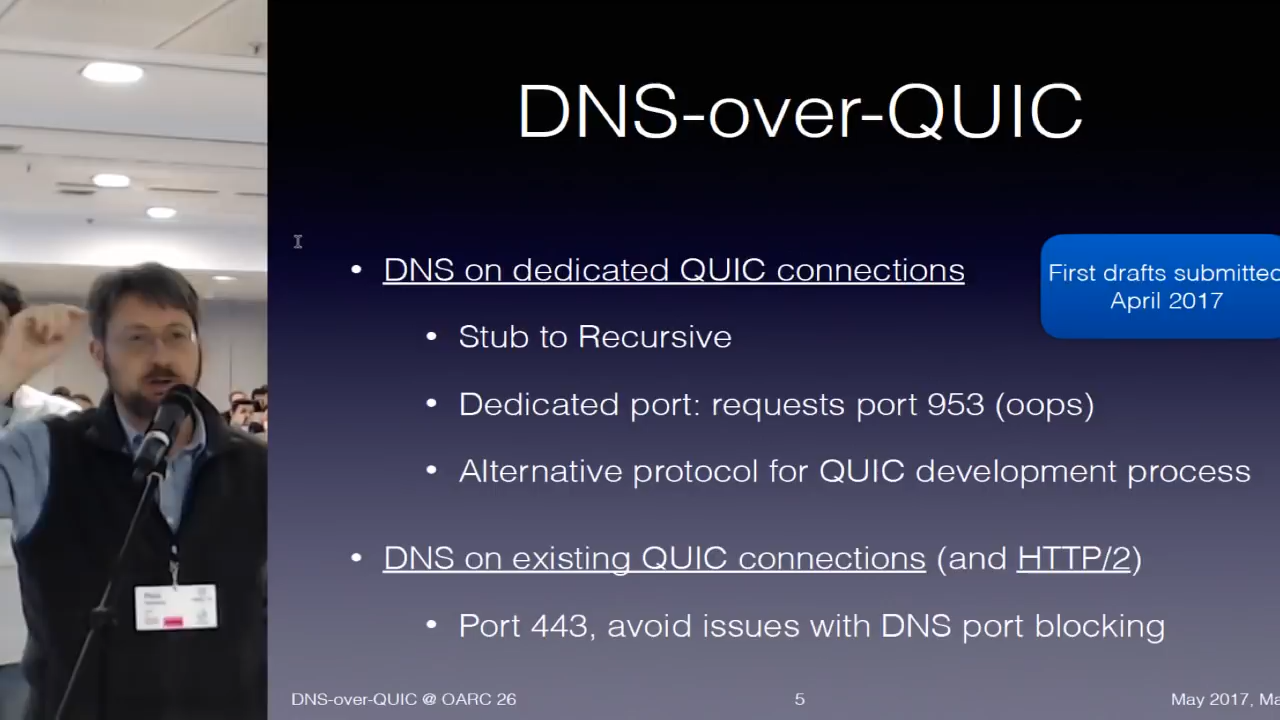 DNS-over-QUIC
• DNS on dedicated QUIC connections
First drafts submitted
April 2017
• Stub to Recursive
• Dedicated port: requests port 953 (oops)
• Alternative protocol for QUIC development process
• DNS on existing QUIC connections (and HTTP/2)
• Port 443, avoid issues with DNS port blocking
DNS-over-QUIC @ OARC 26
5
May 2017,